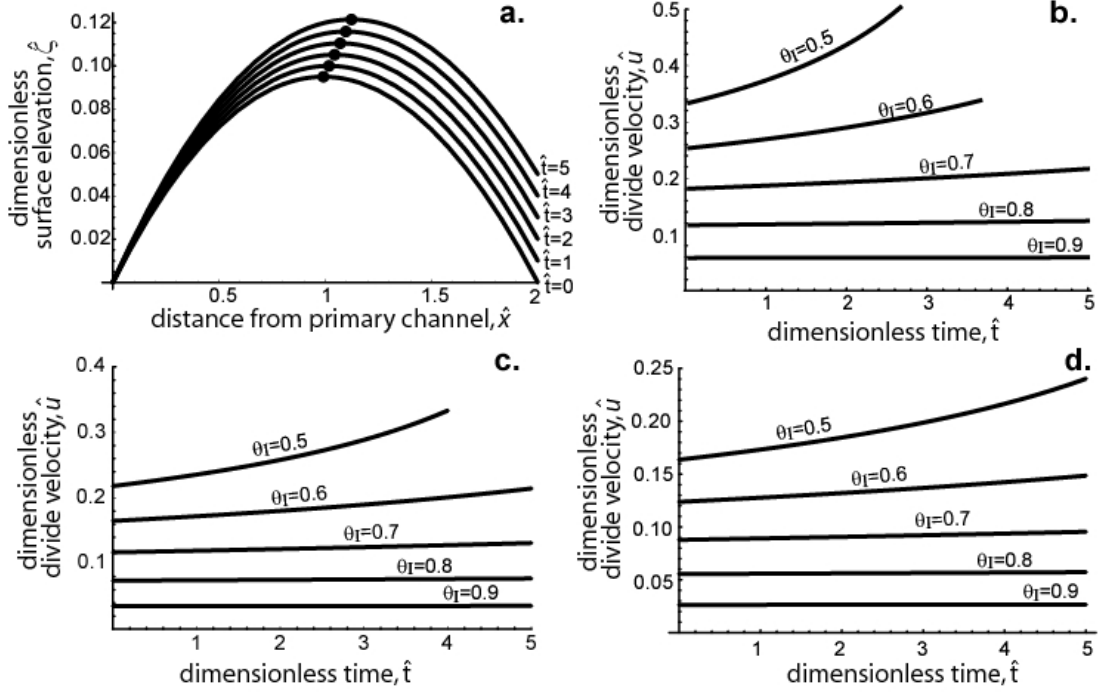 a.
dimensionless
surface elevation, ζ̂
0.12
0.10
0.08
0.06
0.04
0.02
t̂=5
t̂=4
t̂=3
t̂=2
t̂=1
t̂=0
0.5
1
1.5
2
distance from primary channel, x̂
b.
dimensionless
divide velocity, û
0.5
0.4
0.3
0.2
0.1
θI=0.5
θI=0.6
θI=0.7
θI=0.8
θI=0.9
1
2
3
4
5
dimensionless time, t̂
c.
dimensionless
divide velocity, û
0.4
0.3
0.2
0.1
θI=0.5
θI=0.6
θI=0.7
θI=0.8
θI=0.9
1
2
3
4
5
dimensionless time, t̂
d.
dimensionless
divide velocity, û
0.25
0.20
0.15
0.10
0.05
θI=0.5
θI=0.6
θI=0.7
θI=0.8
θI=0.9
1
2
3
4
5
dimensionless time, t̂